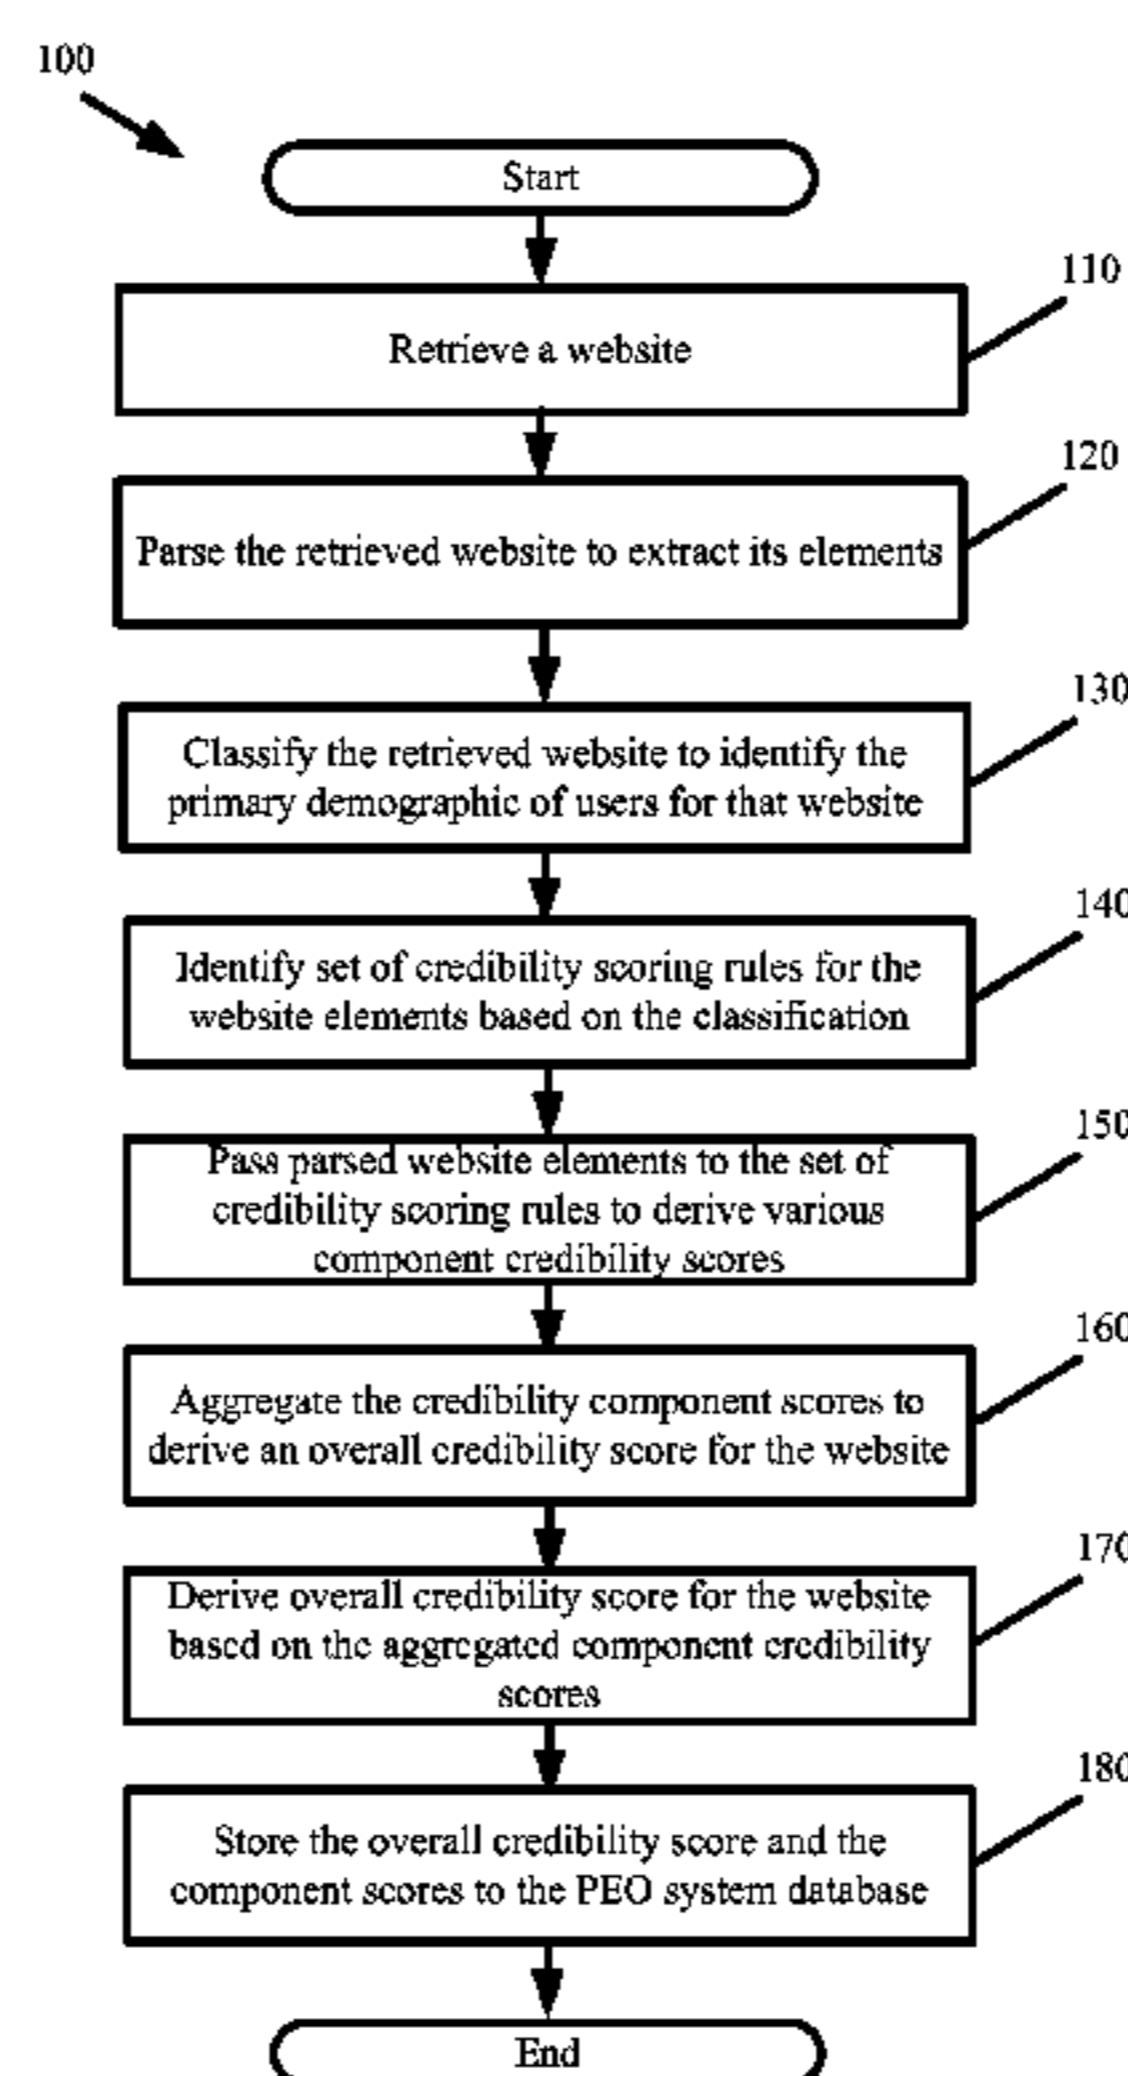 100
Start
110
Retrieve a website
120
Parse the retrieved website to extract its elements
130
Classify the retrieved website to identify the
primary demographic of users for that website
140
Identify set of credibility scoring rules for the
website elements based on the classification
150
Pass parsed website elements to the set of
credibility scoring rules to derive various
component credibility scores
160
Aggregate the credibility component scores to
derive an overall credibility score for the website
170
Derive overall credibility score for the website
based on the aggregated component credibility
scores
180
Store the overall credibility score and the
component scores to the PEO system database
End